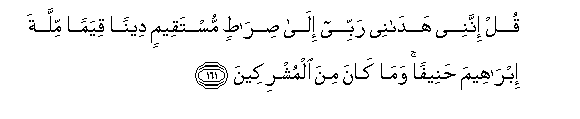 قُلْ إِنَّنِى هَدَىٰنِى رَبِّىٓ إِلَىٰ صِرَٰطٍ مُّسْتَقِيمٍ دِينًا قِيَمًا مِّلَّةَ
إِبْرَٰهِيمَ حَنِيفًا ۚ وَمَا كَانَ مِنَ ٱلْمُشْرِكِينَ ١٦١